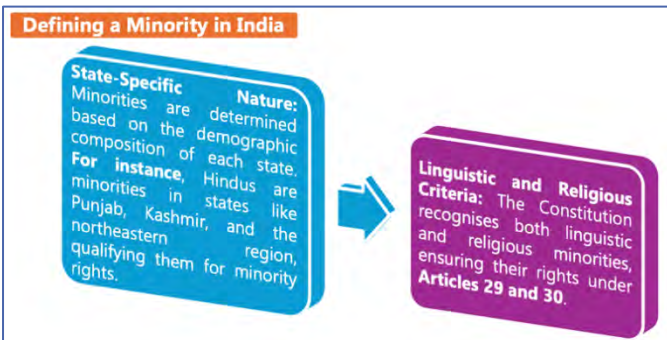 Defining a Minority in India
State-Specific Nature:
Minorities are determined
based on the demographic
composition of each state.
For instance, Hindus are
minorities in states like
Punjab, Kashmir, and the
northeastern region,
qualifying them for minority
rights.
Linguistic and Religious
Criteria: The Constitution
recognises both linguistic
and religious minorities,
ensuring their rights under
Articles 29 and 30.